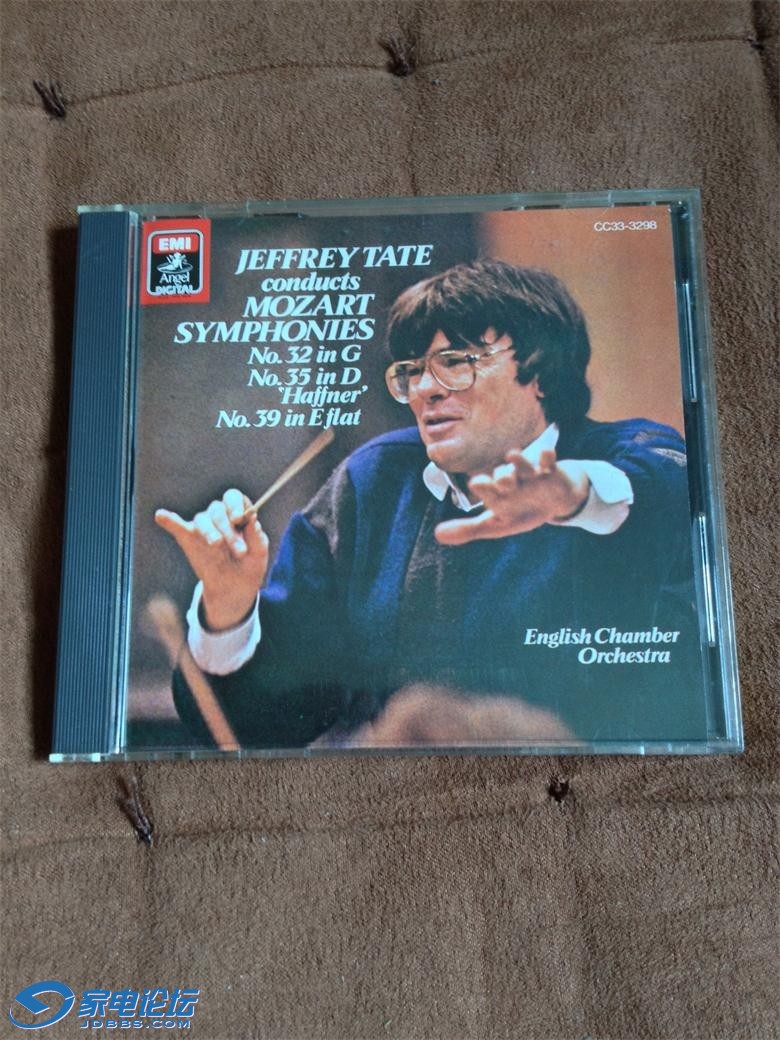 CC33-3298
EMI
Angel
DIGITAL
JEFFREY TATE
conducts
MOZART
SYMPHONIES
No. 32 in G
No. 35 in D
'Haffner'
No. 39 in E flat
English Chamber
Orchestra
家电论坛
JDBBS.COM